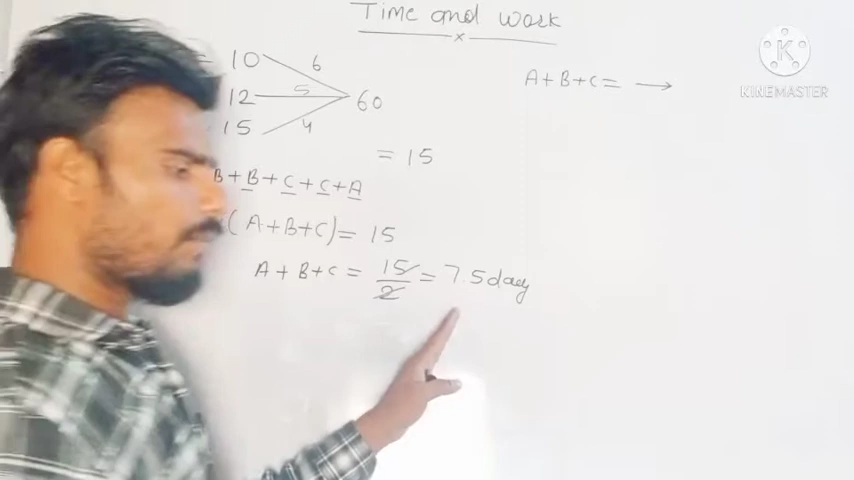 Time and work
= 10 6
12 5 60
15 4
= 15
B+B+C+C+A
(A+B+C)= 15
A+B+C = 15/2 = 7.5 day
A+B+C= →
K
KINEMASTER